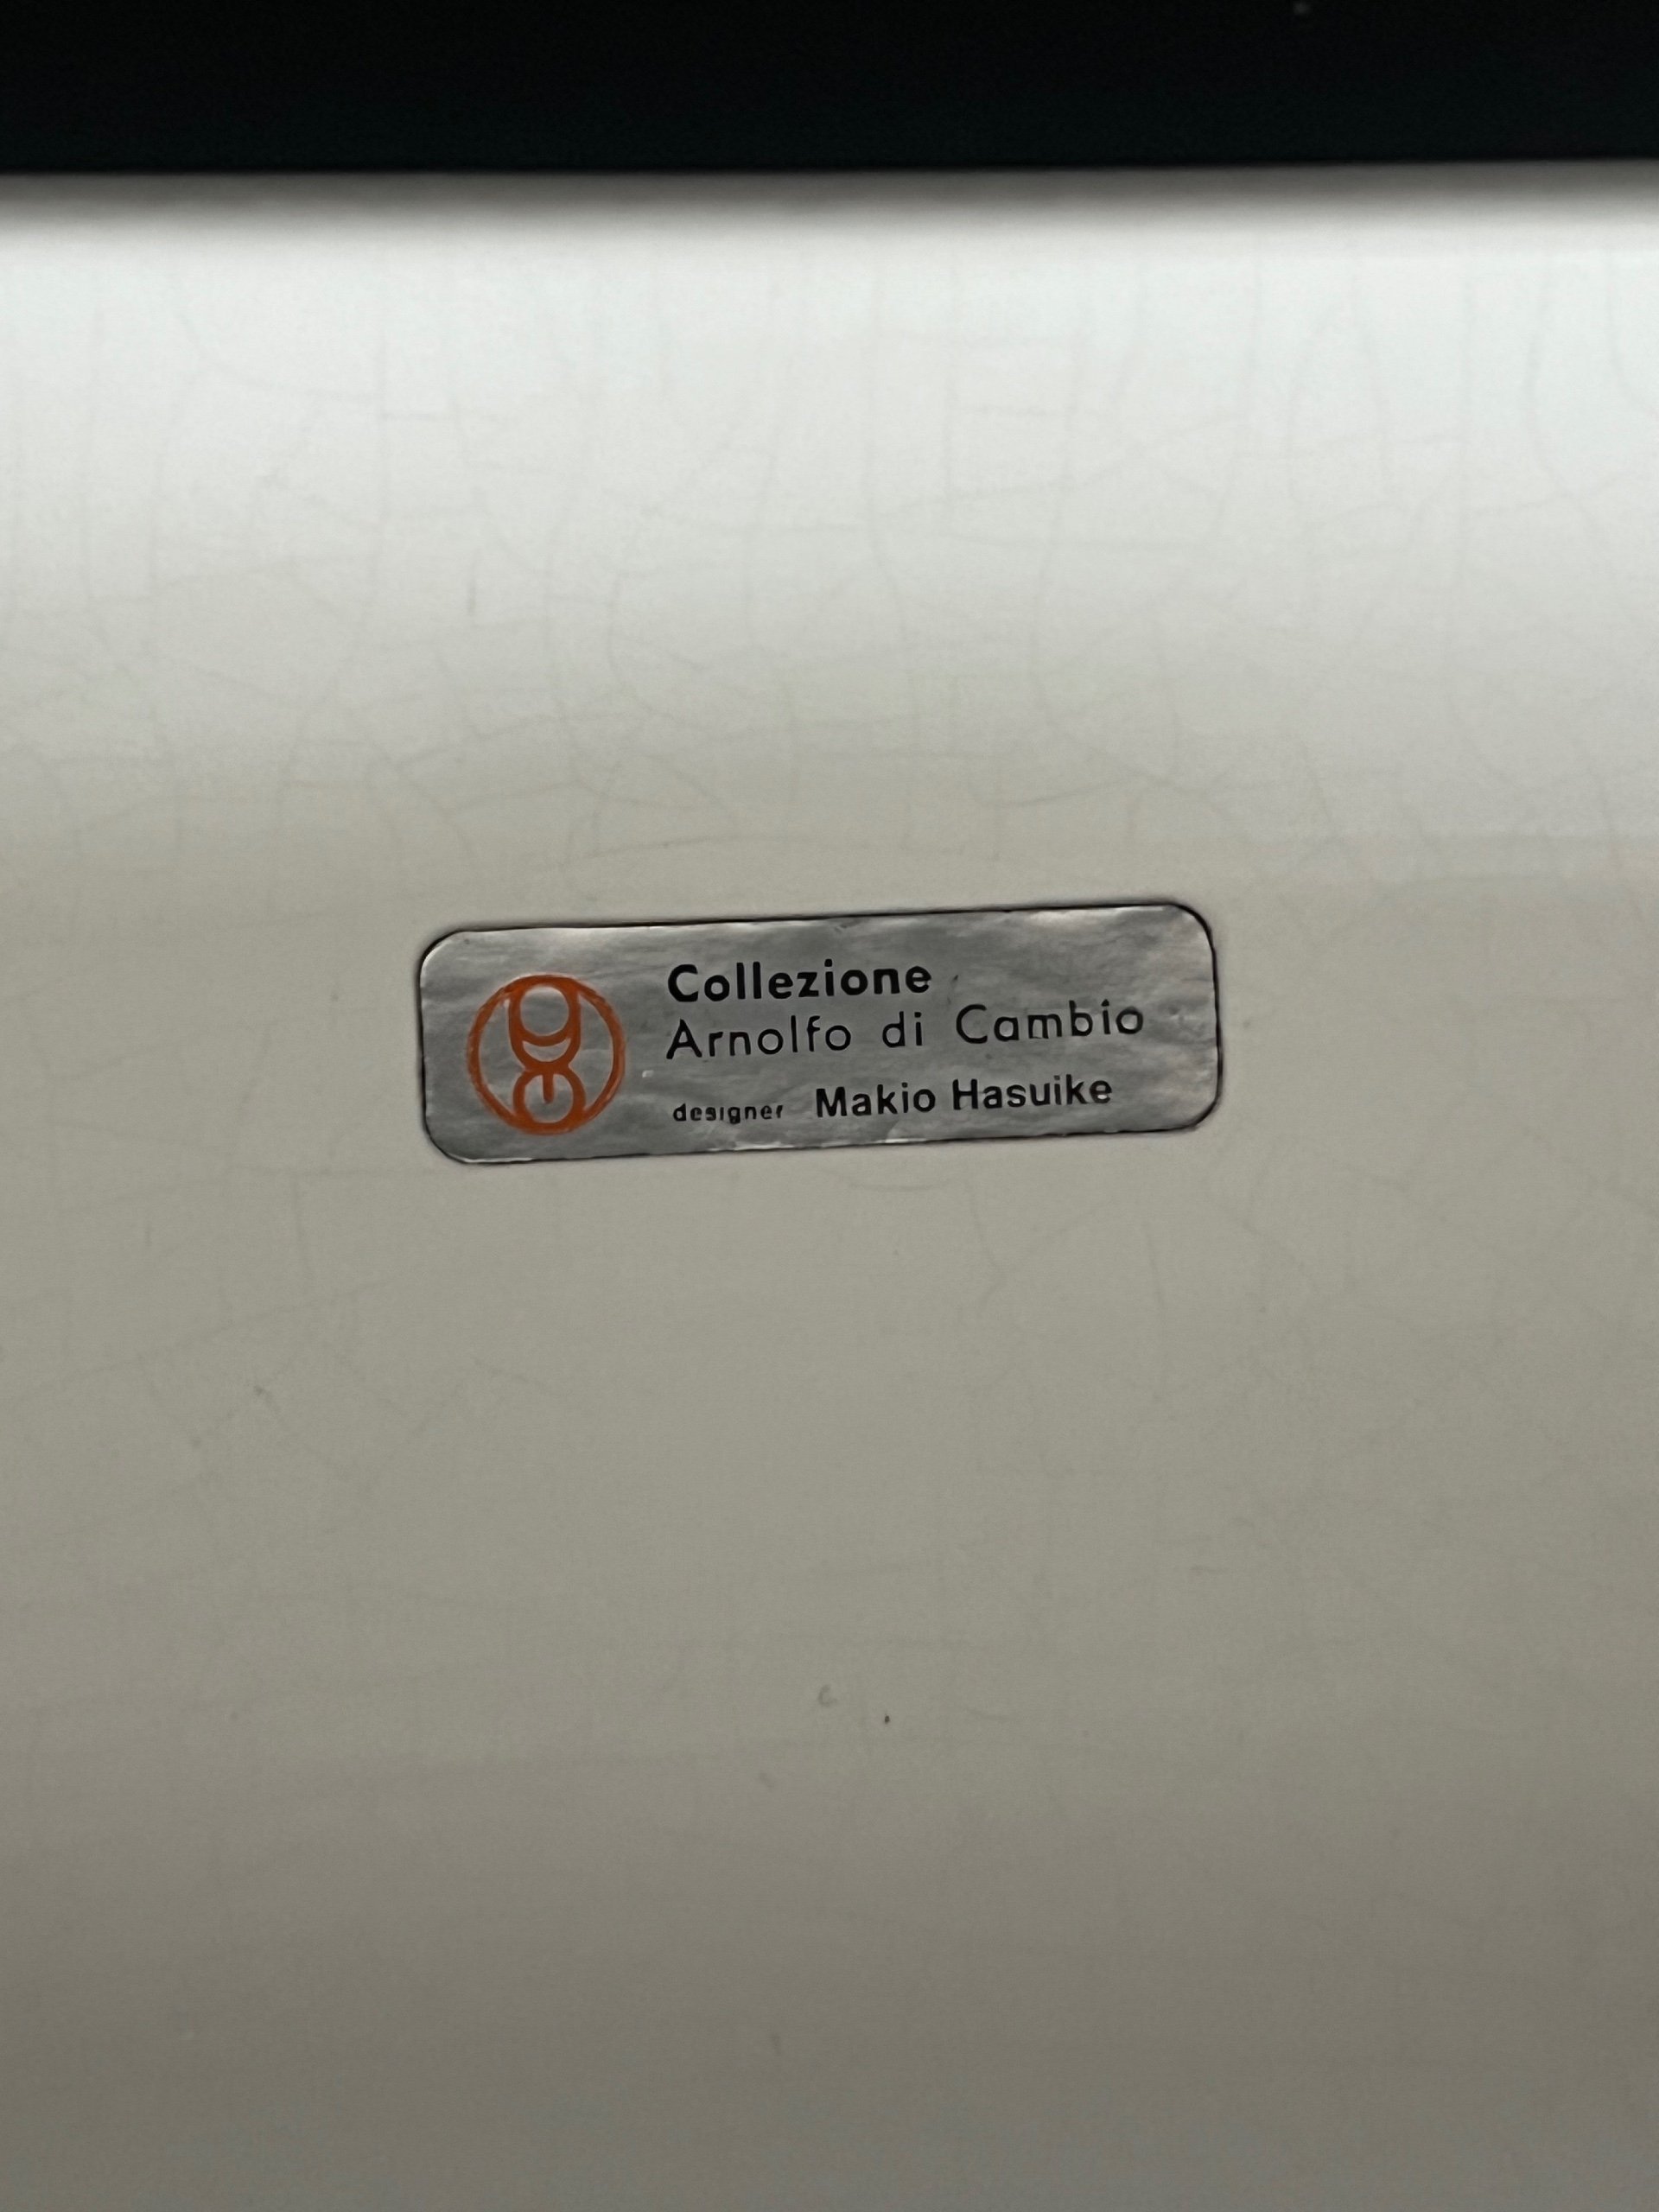 Collezione
Arnolfo di Cambio
designer Makio Hasuike